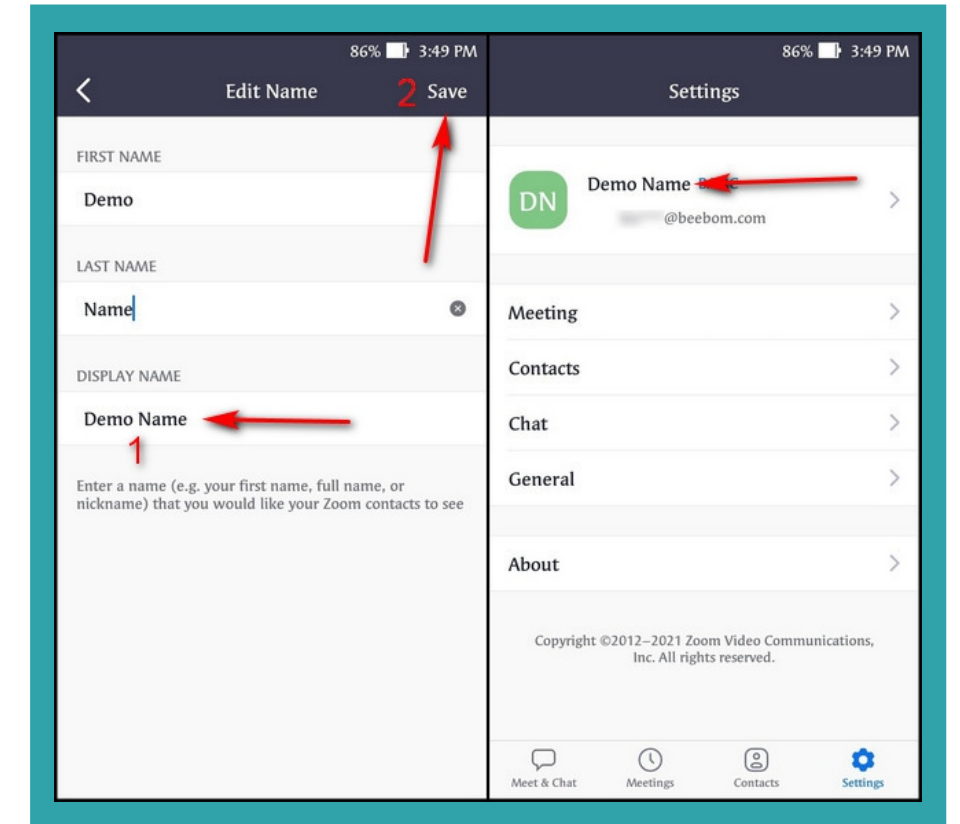 86% 3:49 PM
Edit Name
2 Save
FIRST NAME
Demo
LAST NAME
Name
DISPLAY NAME
Demo Name
1
Enter a name (e.g. your first name, full name, or
nickname) that you would like your Zoom contacts to see
86% 3:49 PM
Settings
DN
Demo Name
@beebom.com
Meeting
Contacts
Chat
General
About
Copyright ©2012–2021 Zoom Video Communications,
Inc. All rights reserved.
Meet & Chat Meetings Contacts Settings